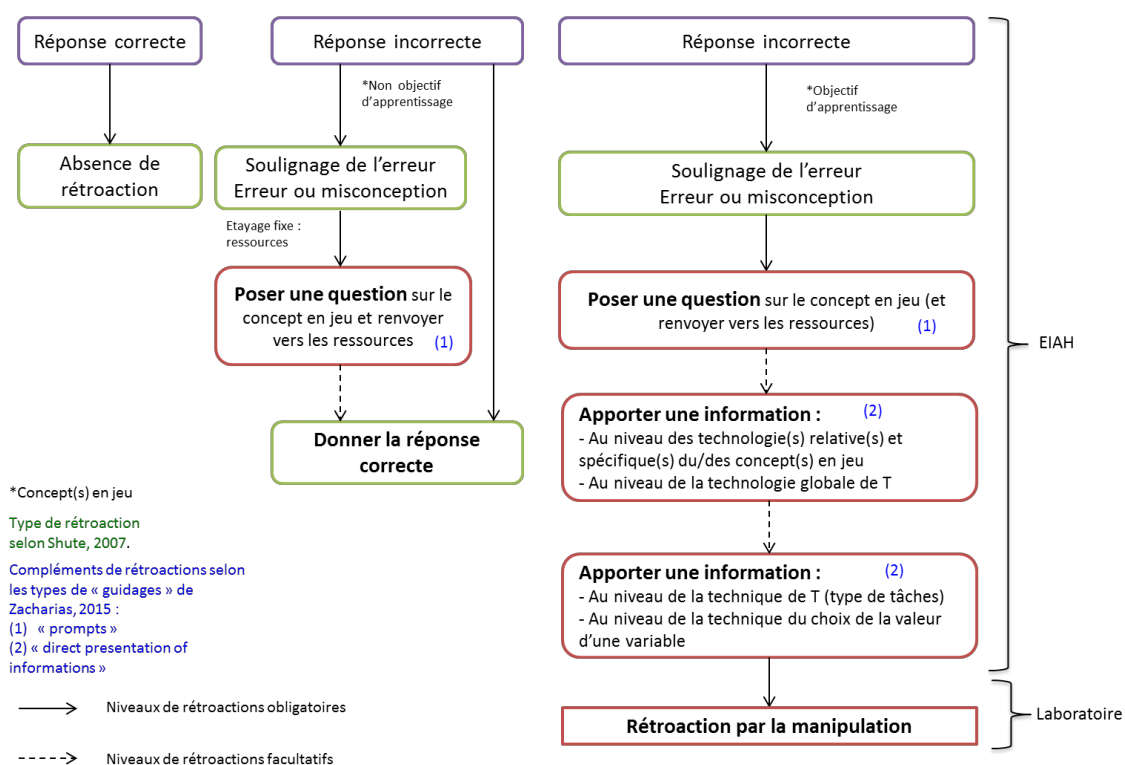 Réponse correcte
Réponse incorrecte
Réponse incorrecte
*Non objectif
d'apprentissage
*Objectif
d'apprentissage
Absence de
rétroaction
Soulignage de l'erreur
Erreur ou misconception
Soulignage de l'erreur
Erreur ou misconception
Etayage fixe :
ressources
Poser une question sur le
concept en jeu et renvoyer
vers les ressources (1)
Poser une question sur le concept en jeu (et
renvoyer vers les ressources) (1)
EIAH
Apporter une information : (2)
- Au niveau des technologie(s) relative(s) et
spécifique(s) du/des concept(s) en jeu
- Au niveau de la technologie globale de T
Donner la réponse
correcte
*Concept(s) en jeu
Type de rétroaction
selon Shute, 2007.
Compléments de rétroactions selon
les types de « guidages » de
Zacharias, 2015 :
(1) « prompts »
(2) « direct presentation of
informations »
Apporter une information : (2)
- Au niveau de la technique de T (type de tâches)
- Au niveau de la technique du choix de la valeur
d'une variable
Niveaux de rétroactions obligatoires
Niveaux de rétroactions facultatifs
Rétroaction par la manipulation
Laboratoire